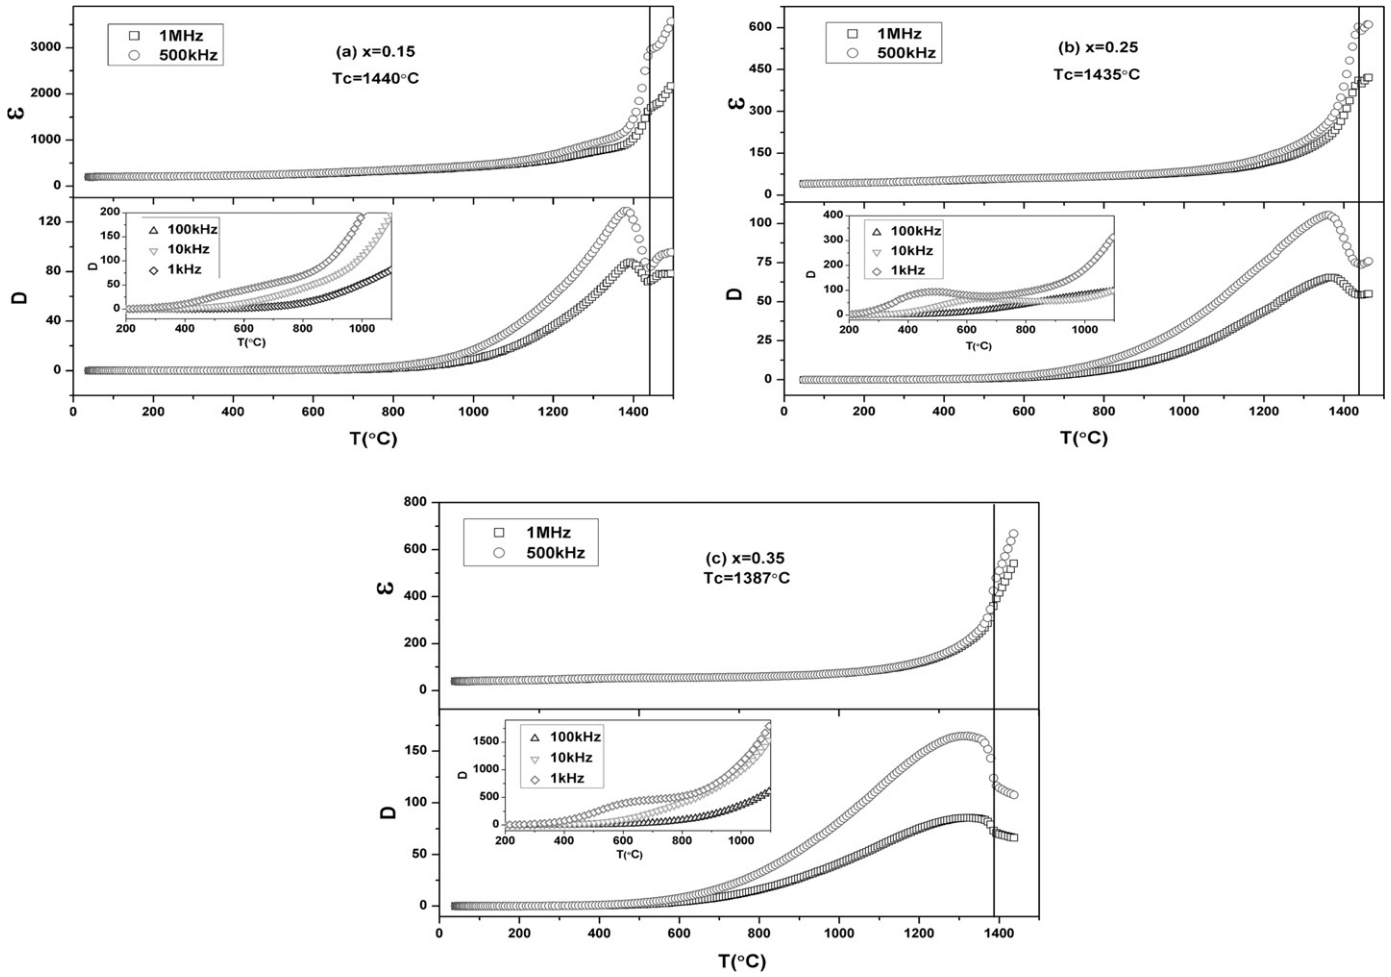 1MHz
500kHz
(a) x=0.15
Tc=1440°C
3000
2000
1000
0
ε
120
80
40
0
D
200
150
100
50
0
D
100kHz
10kHz
1kHz
200 400 600 800 1000
T(°C)
0 200 400 600 800 1000 1200 1400
T(°C)
1MHz
500kHz
(b) x=0.25
Tc=1435°C
600
450
300
150
0
ε
100
75
50
25
0
D
400
300
200
100
0
D
100kHz
10kHz
1kHz
200 400 600 800 1000
T(°C)
0 200 400 600 800 1000 1200 1400
T(°C)
1MHz
500kHz
(c) x=0.35
Tc=1387°C
800
600
400
200
0
ε
150
100
50
0
D
1500
1000
500
0
D
100kHz
10kHz
1kHz
200 400 600 800 1000
T(°C)
0 200 400 600 800 1000 1200 1400
T(°C)